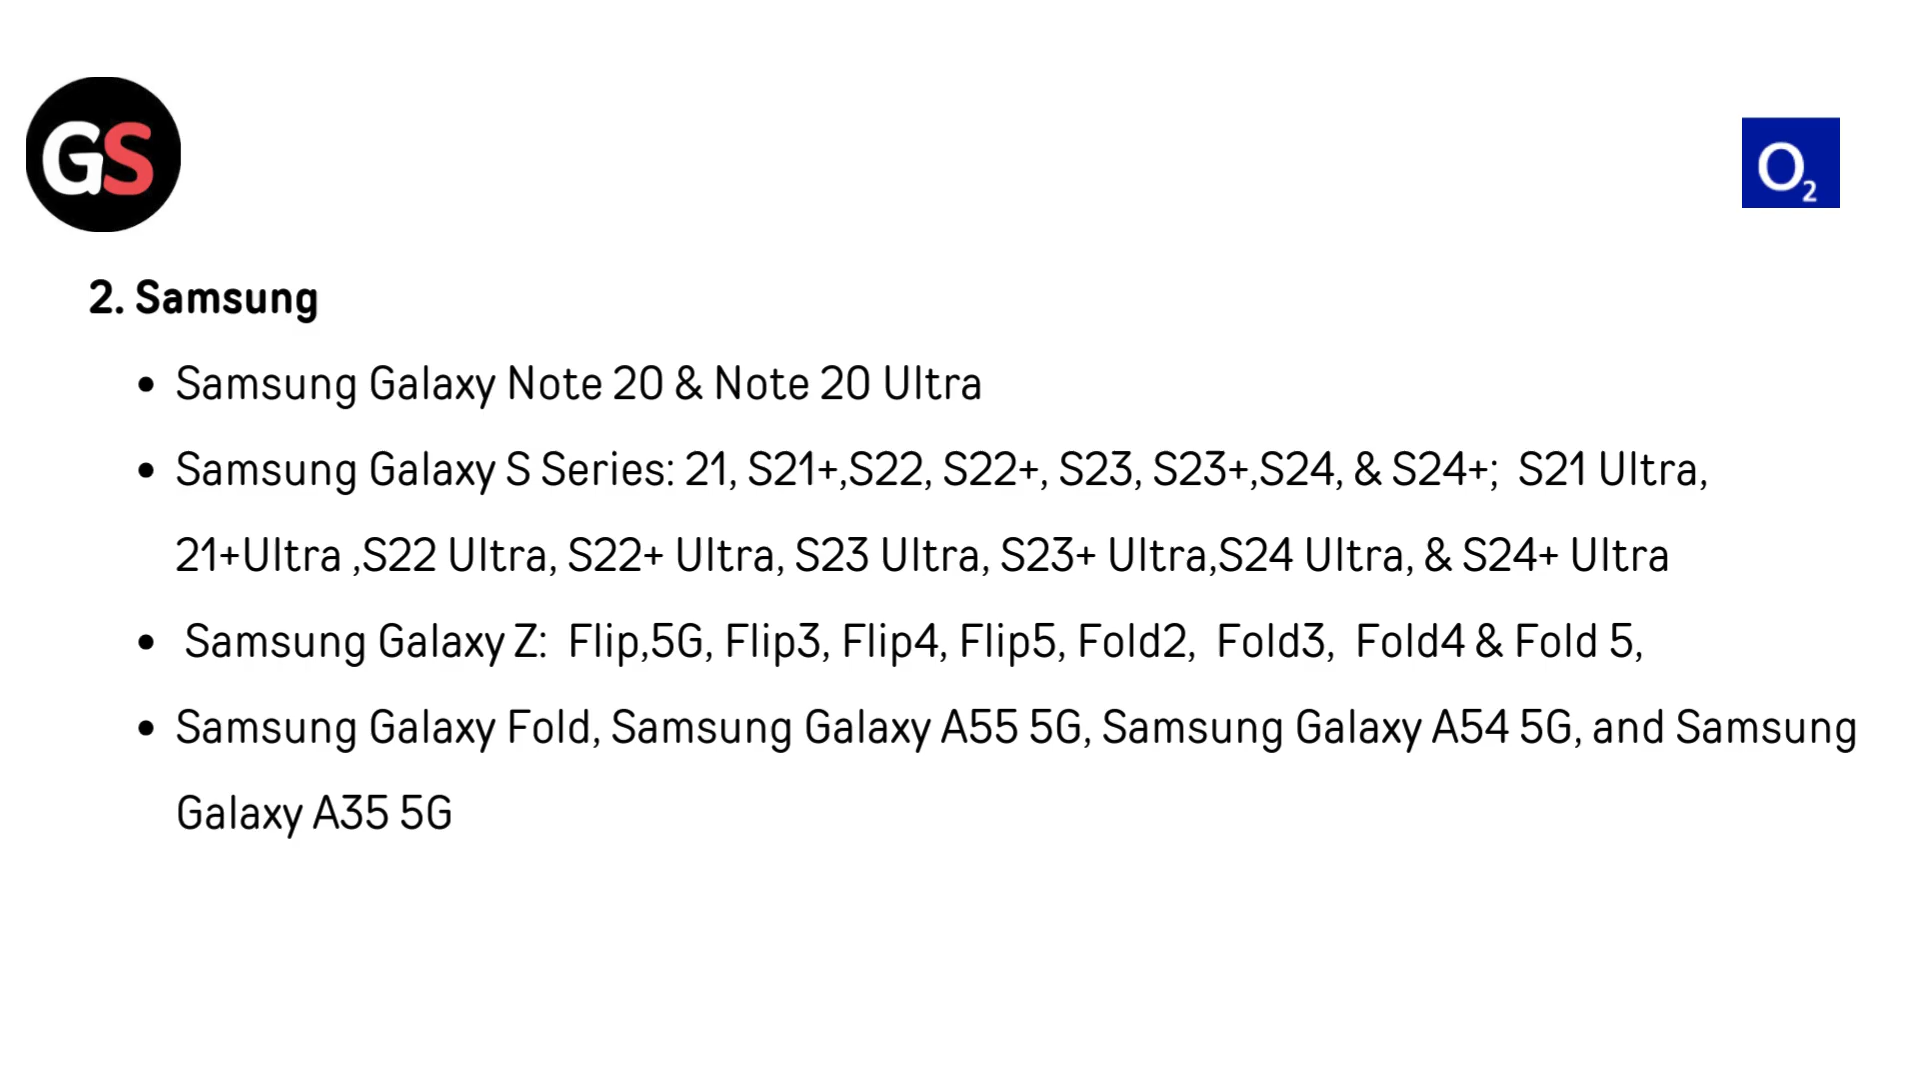 GS
O2
2. Samsung
• Samsung Galaxy Note 20 & Note 20 Ultra
• Samsung Galaxy S Series: 21, S21+,S22, S22+, S23, S23+,S24, & S24+;  S21 Ultra,
21+Ultra ,S22 Ultra, S22+ Ultra, S23 Ultra, S23+ Ultra,S24 Ultra, & S24+ Ultra
•  Samsung Galaxy Z:  Flip,5G, Flip3, Flip4, Flip5, Fold2,  Fold3,  Fold4 & Fold 5,
• Samsung Galaxy Fold, Samsung Galaxy A55 5G, Samsung Galaxy A54 5G, and Samsung
Galaxy A35 5G